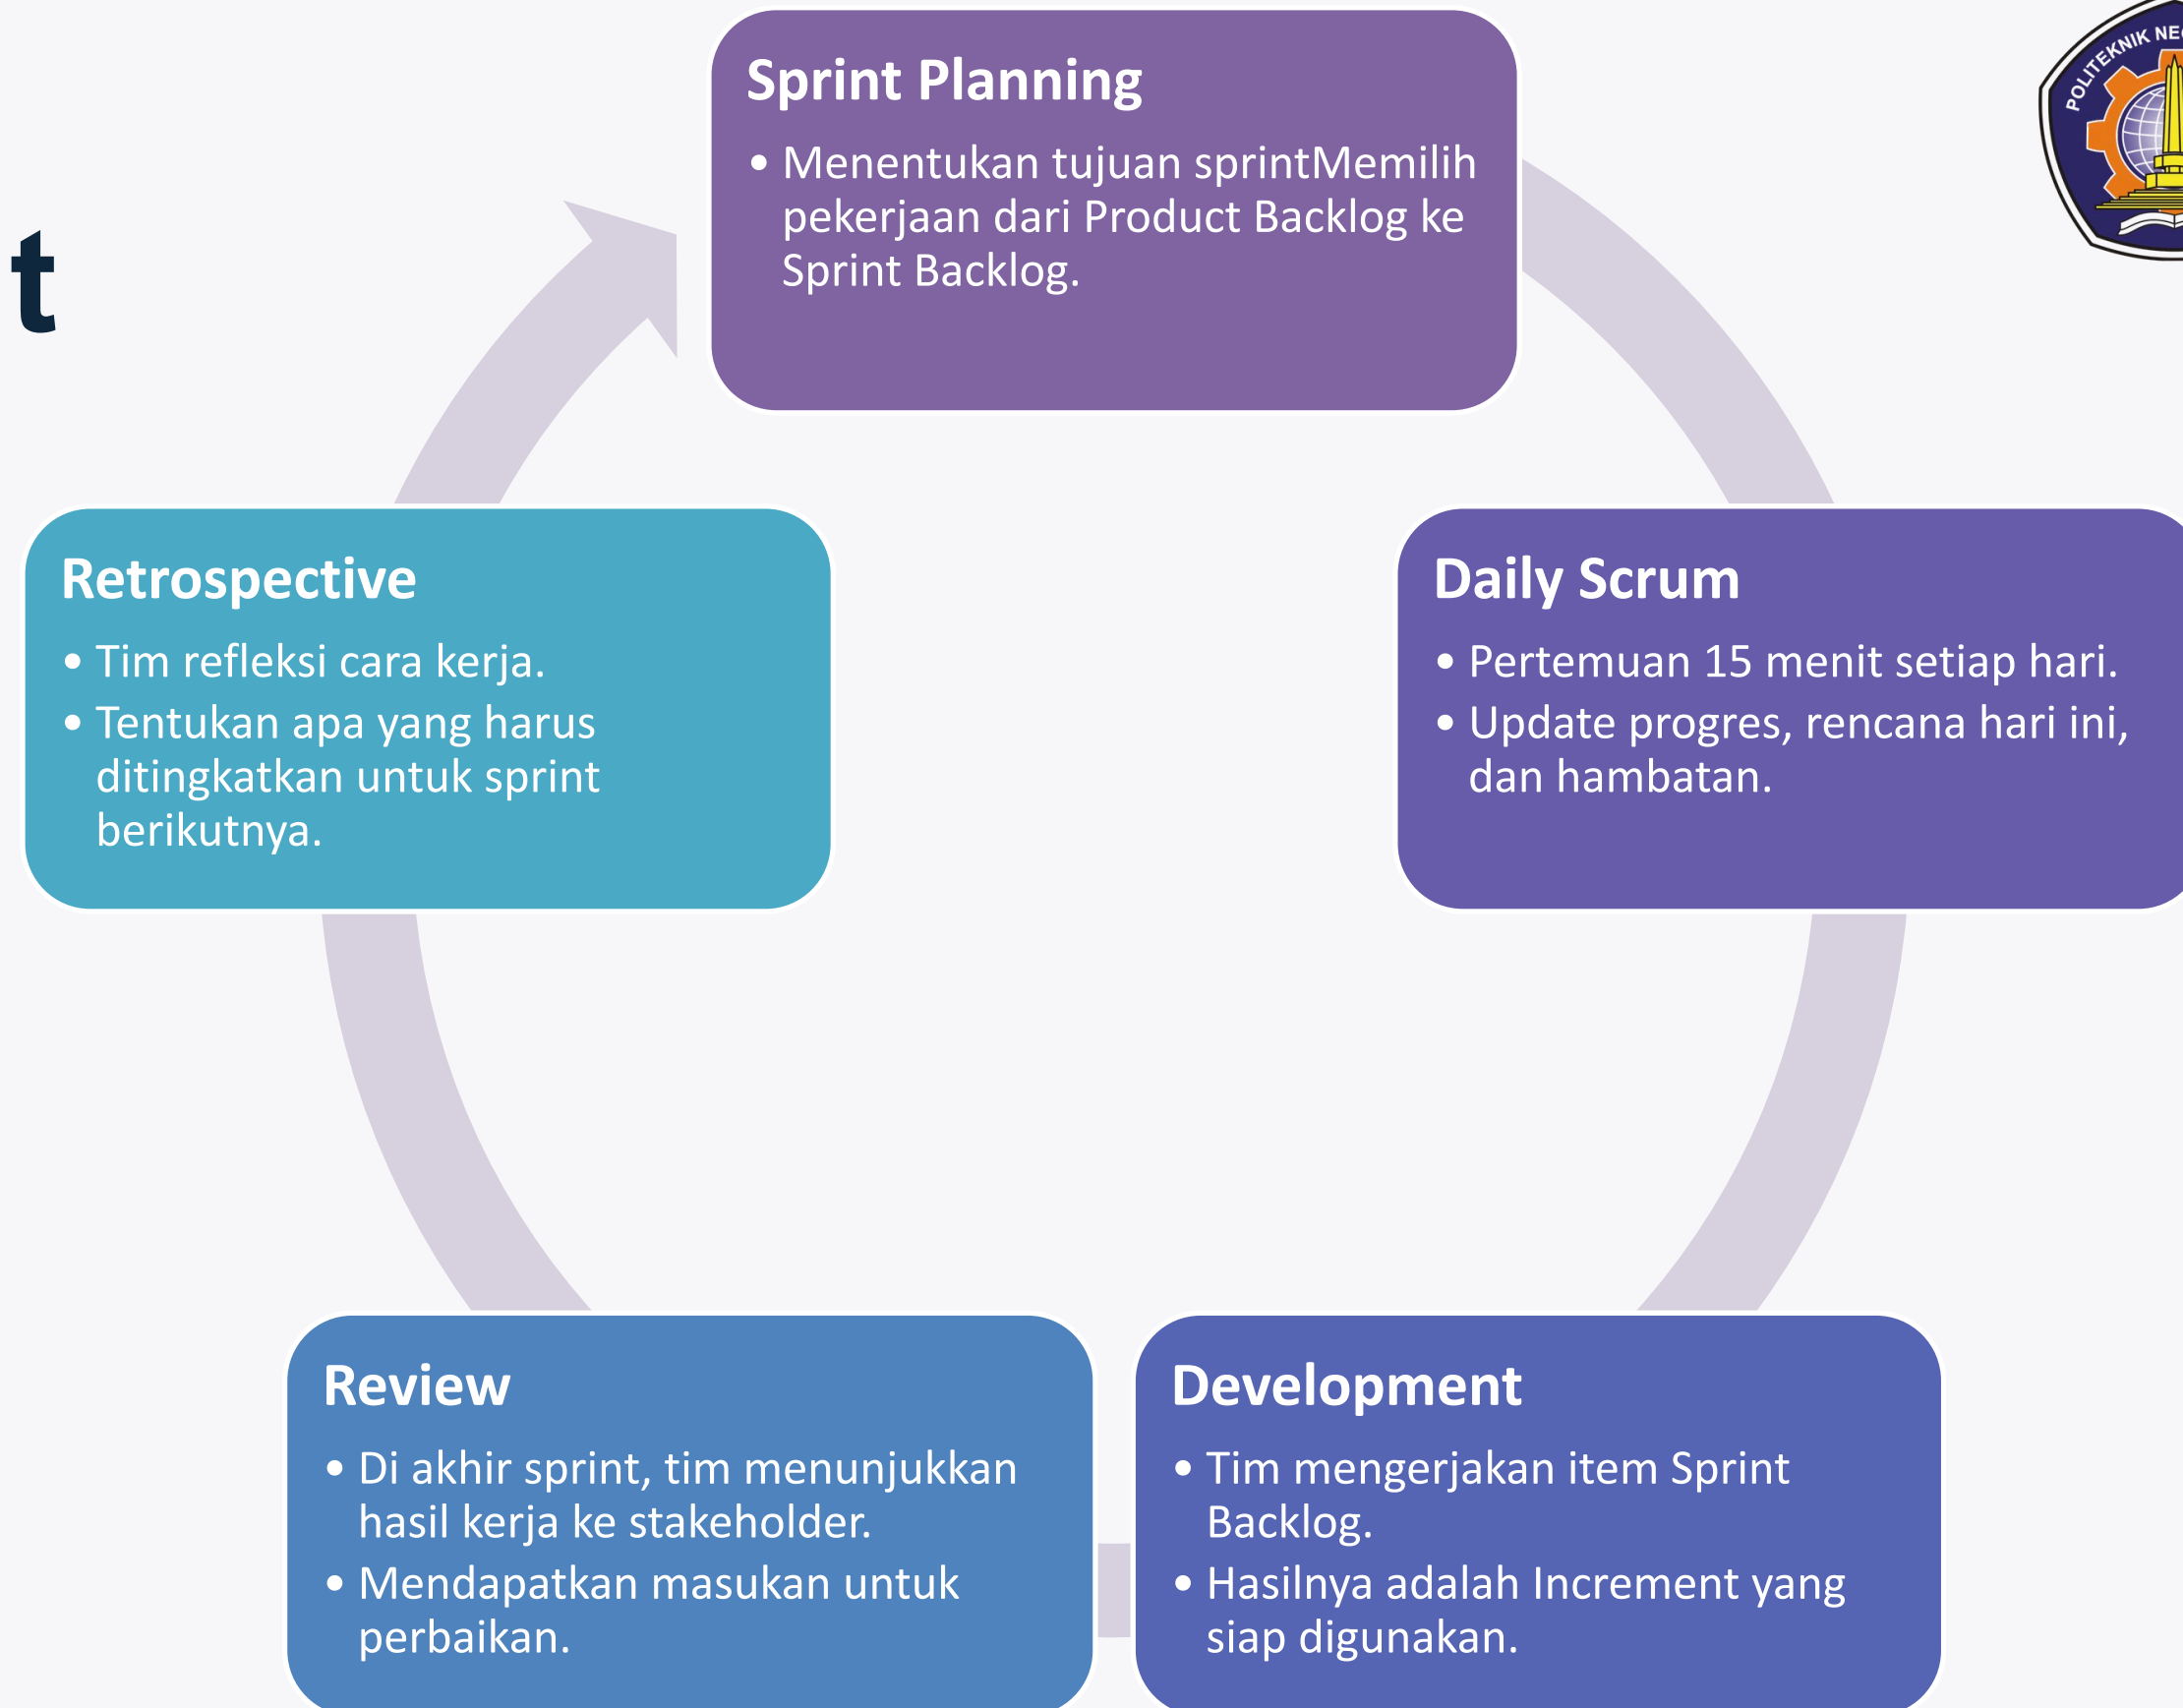 t
POLITEKNIK
Sprint Planning
• Menentukan tujuan sprintMemilih
pekerjaan dari Product Backlog ke
Sprint Backlog.
Retrospective
• Tim refleksi cara kerja.
• Tentukan apa yang harus
ditingkatkan untuk sprint
berikutnya.
Daily Scrum
• Pertemuan 15 menit setiap hari.
• Update progres, rencana hari ini,
dan hambatan.
Review
• Di akhir sprint, tim menunjukkan
hasil kerja ke stakeholder.
• Mendapatkan masukan untuk
perbaikan.
Development
• Tim mengerjakan item Sprint
Backlog.
• Hasilnya adalah Increment yang
siap digunakan.